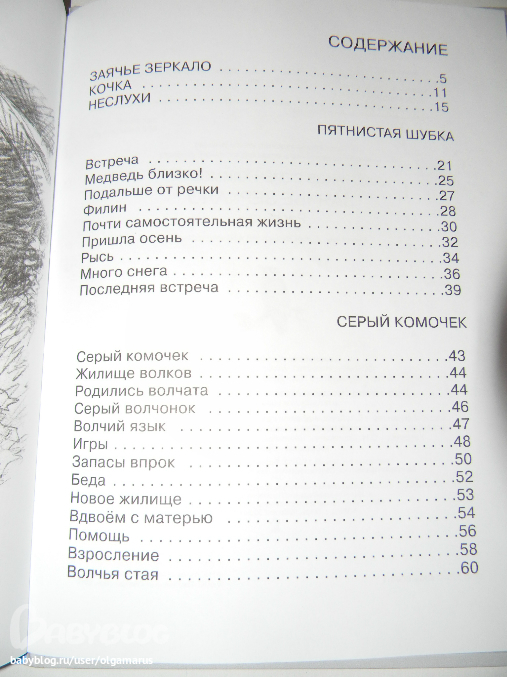 СОДЕРЖАНИЕ
ЗАЯЧЬЕ ЗЕРКАЛО . . . . . . . . . . . . . . . . . . . . . . .5
КОЧКА . . . . . . . . . . . . . . . . . . . . . . . . . . . . .11
НЕСЛУХИ . . . . . . . . . . . . . . . . . . . . . . . . . . .15
ПЯТНИСТАЯ ШУБКА
Встреча . . . . . . . . . . . . . . . . . . . . . . . . . . . .21
Медведь близко! . . . . . . . . . . . . . . . . . . . . . .25
Подальше от речки . . . . . . . . . . . . . . . . . . . .27
Филин . . . . . . . . . . . . . . . . . . . . . . . . . . . . .28
Почти самостоятельная жизнь . . . . . . . . . . . . .30
Пришла осень . . . . . . . . . . . . . . . . . . . . . . . .32
Рысь . . . . . . . . . . . . . . . . . . . . . . . . . . . . . .34
Много снега . . . . . . . . . . . . . . . . . . . . . . . . .36
Последняя встреча . . . . . . . . . . . . . . . . . . . .39
СЕРЫЙ КОМОЧЕК
Серый комочек . . . . . . . . . . . . . . . . . . . . . . .43
Жилище волков . . . . . . . . . . . . . . . . . . . . . . .44
Родились волчата . . . . . . . . . . . . . . . . . . . . .44
Серый волчонок . . . . . . . . . . . . . . . . . . . . . .46
Волчий язык . . . . . . . . . . . . . . . . . . . . . . . . .47
Игры . . . . . . . . . . . . . . . . . . . . . . . . . . . . . .48
Запасы впрок . . . . . . . . . . . . . . . . . . . . . . . .50
Беда . . . . . . . . . . . . . . . . . . . . . . . . . . . . . .52
Новое жилище . . . . . . . . . . . . . . . . . . . . . . . .53
Вдвоём с матерью . . . . . . . . . . . . . . . . . . . . .54
Помощь . . . . . . . . . . . . . . . . . . . . . . . . . . . .56
Взросление . . . . . . . . . . . . . . . . . . . . . . . . .58
Волчья стая . . . . . . . . . . . . . . . . . . . . . . . . .60
BABYBLOG
babyblog.ru/user/olgamarus